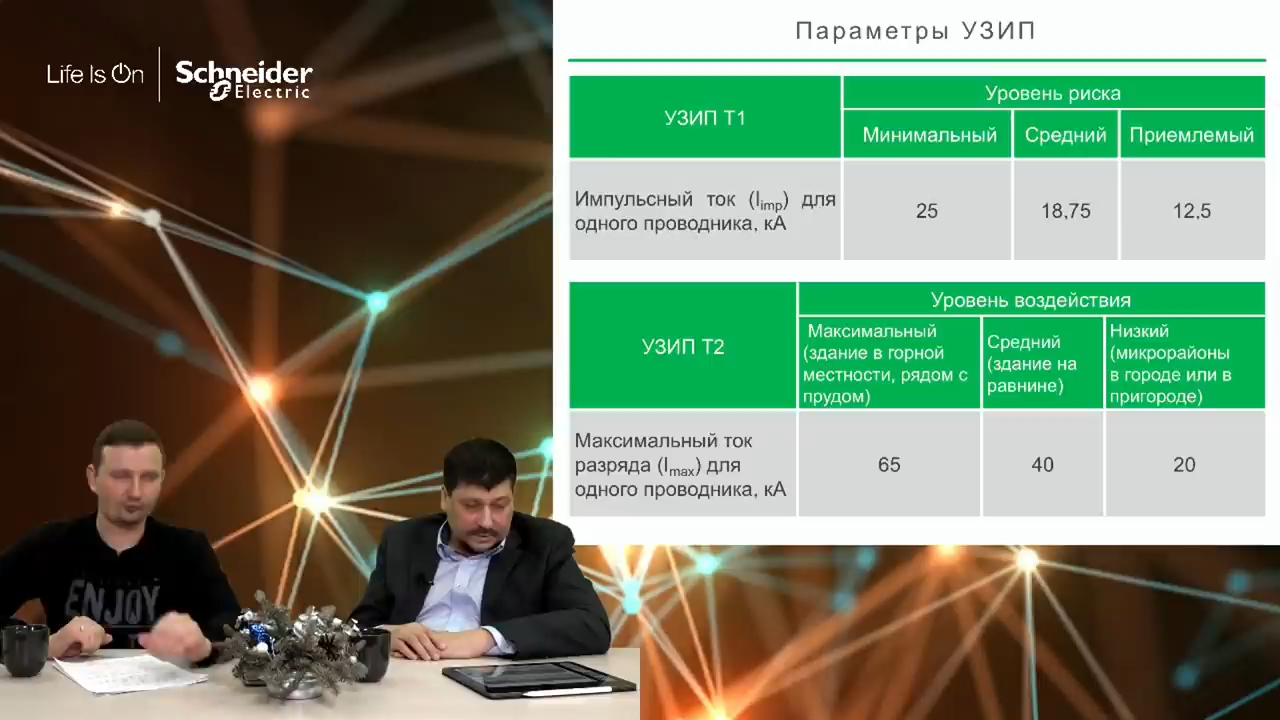 Life Is On
Schneider
Electric
Параметры УЗИП
УЗИП Т1
Уровень риска
Минимальный
Средний
Приемлемый
Импульсный ток (Iimp) для
одного проводника, кА
25
18,75
12,5
УЗИП Т2
Уровень воздействия
Максимальный
(здание в горной
местности, рядом с
прудом)
Средний
(здание на
равнине)
Низкий
(микрорайоны
в городе или в
пригороде)
Максимальный ток
разряда (Imax) для
одного проводника, кА
65
40
20
ENJOY